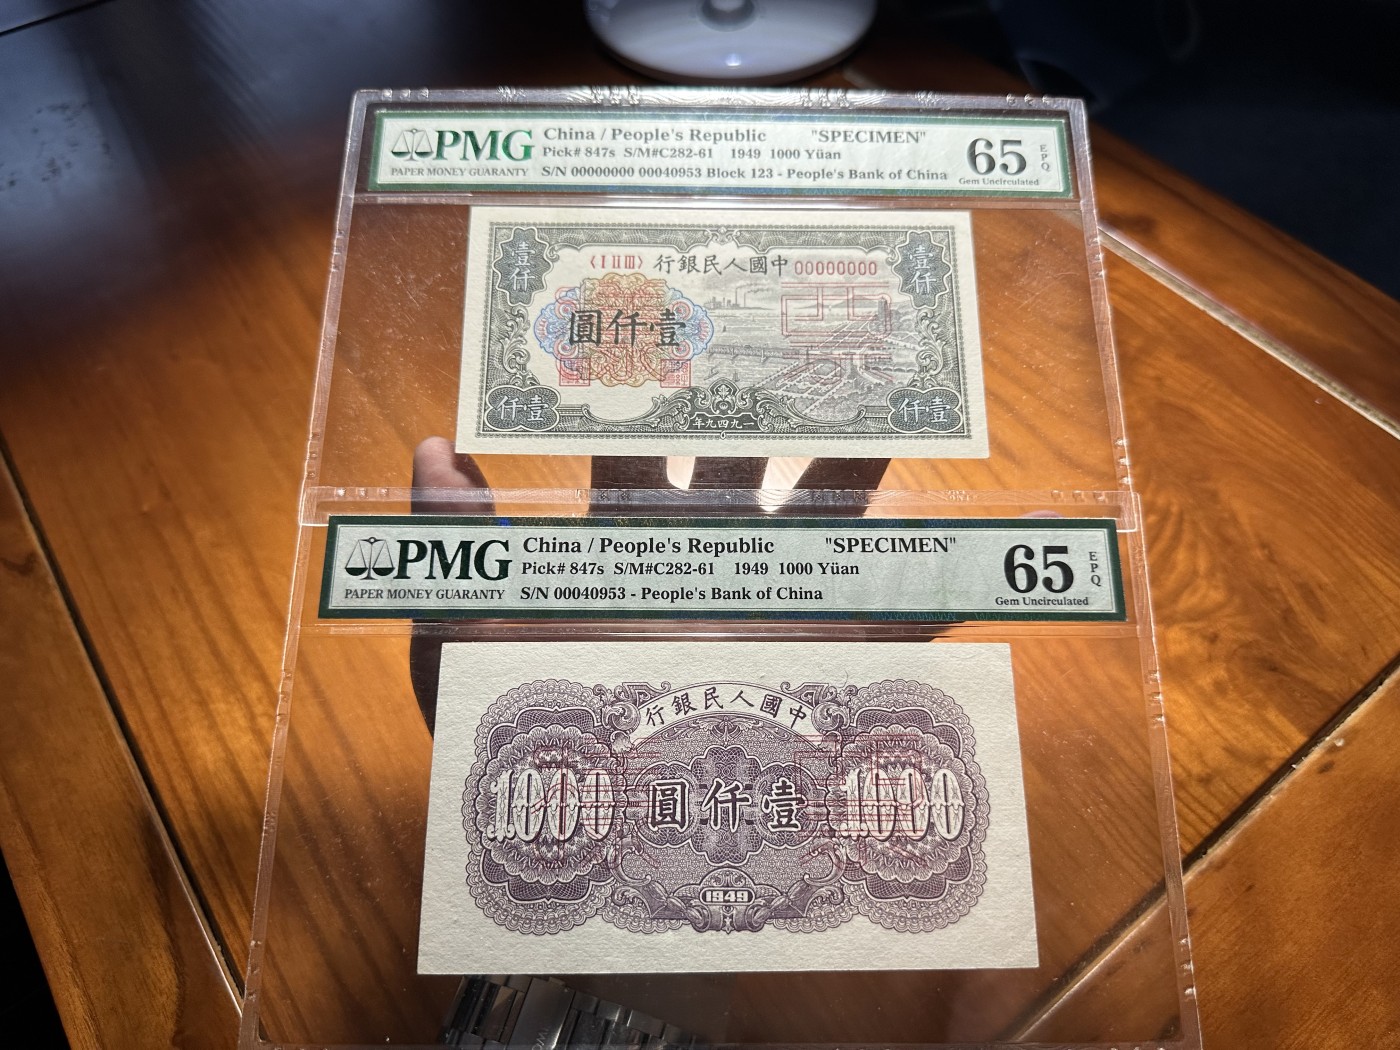 PMG China / People's Republic "SPECIMEN" 65 EPQ
PAPER MONEY GUARANTY Pick# 847s S/M#C282-61 1949 1000 Yüan Gem Uncirculated
S/N 00000000 00040953 Block 123 - People's Bank of China
壹仟 壹仟
〈I II III〉 行銀民人國中 00000000
圓仟壹
票
仟壹 年九四九一 仟壹
PMG China / People's Republic "SPECIMEN" 65 EPQ
PAPER MONEY GUARANTY Pick# 847s S/M#C282-61 1949 1000 Yüan Gem Uncirculated
S/N 00040953 - People's Bank of China
行銀民人國中
1000 圓仟壹 1000
1949